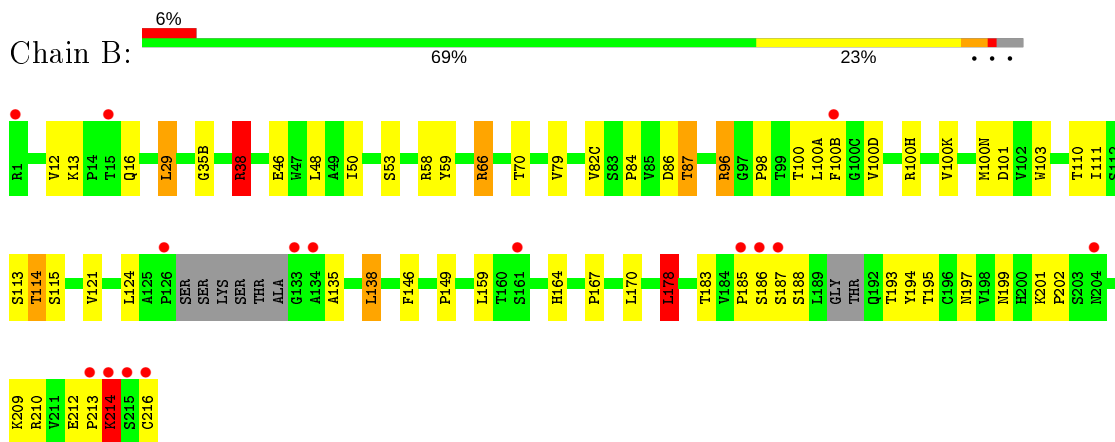 6%
Chain B:
69% 23%
R1 V12 K13 P14 T15 Q16 L29 G35B R38 E46 W47 L48 A49 I50 S53 R58 Y59 R66 T70 V79 V82C S83 P84 V85 D86 T87 R96 G97 P98 T99 T100 L100A F100B G100C V100D R100H V100K M100N D101 V102 W103 T110 I111 S112
S113 T114 S115 V121 L124 A125 P126 SER SER LYS SER THR ALA G133 A134 A135 L138 F146 P149 L159 T160 S161 H164 P167 L170 L178 T183 V184 P185 S186 S187 S188 L189 GLY THR Q192 T193 Y194 T195 C196 N197 V198 N199 H200 K201 P202 S203 N204
K209 R210 V211 E212 P213 K214 S215 C216